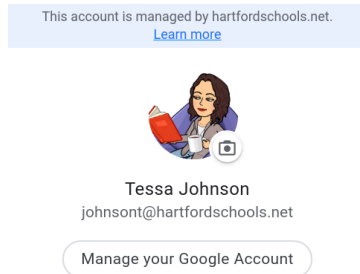 This account is managed by hartfordschools.net.
Learn more
Tessa Johnson
johnsont@hartfordschools.net
Manage your Google Account